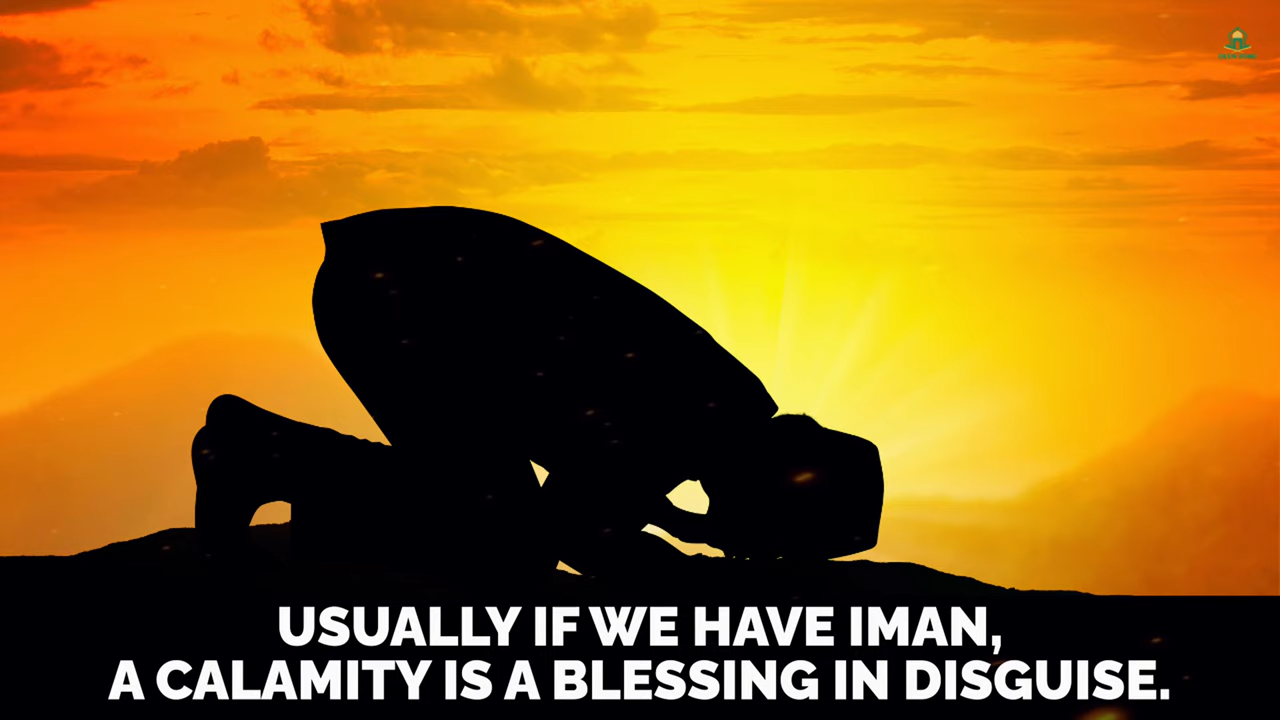 USUALLY IF WE HAVE IMAN,
A CALAMITY IS A BLESSING IN DISGUISE.